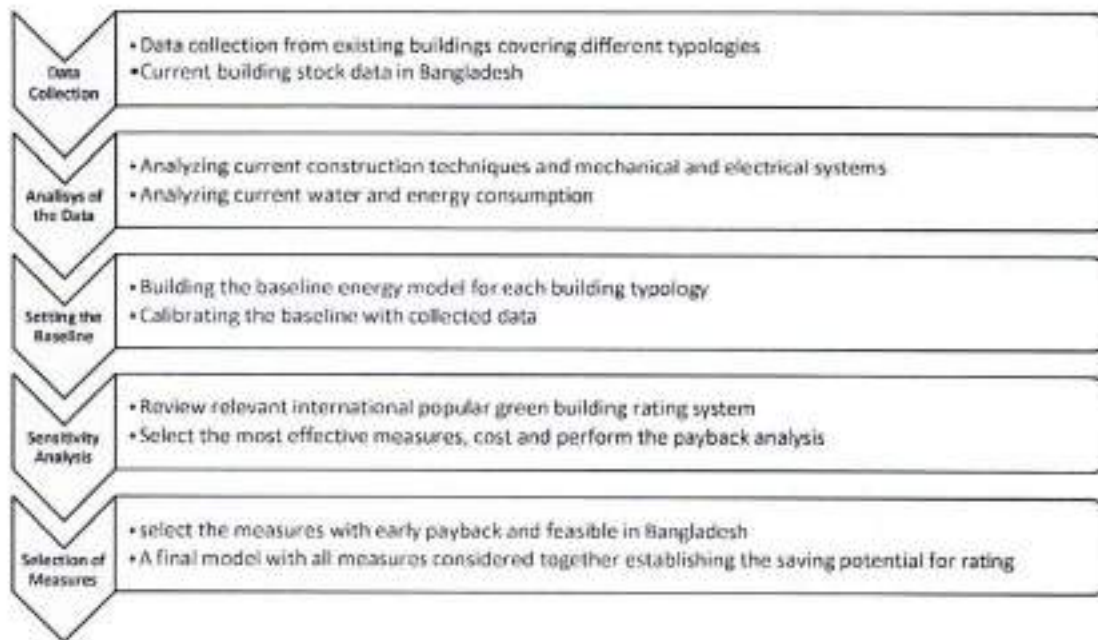 Data
Collection
• Data collection from existing buildings covering different typologies
• Current building stock data in Bangladesh
Analisys of
the Data
• Analyzing current construction techniques and mechanical and electrical systems
• Analyzing current water and energy consumption
Setting the
Baseline
• Building the baseline energy model for each building typology
• Calibrating the baseline with collected data
Sensitivity
Analysis
• Review relevant international popular green building rating system
• Select the most effective measures, cost and perform the payback analysis
Selection of
Measures
• select the measures with early payback and feasible in Bangladesh
• A final model with all measures considered together establishing the saving potential for rating